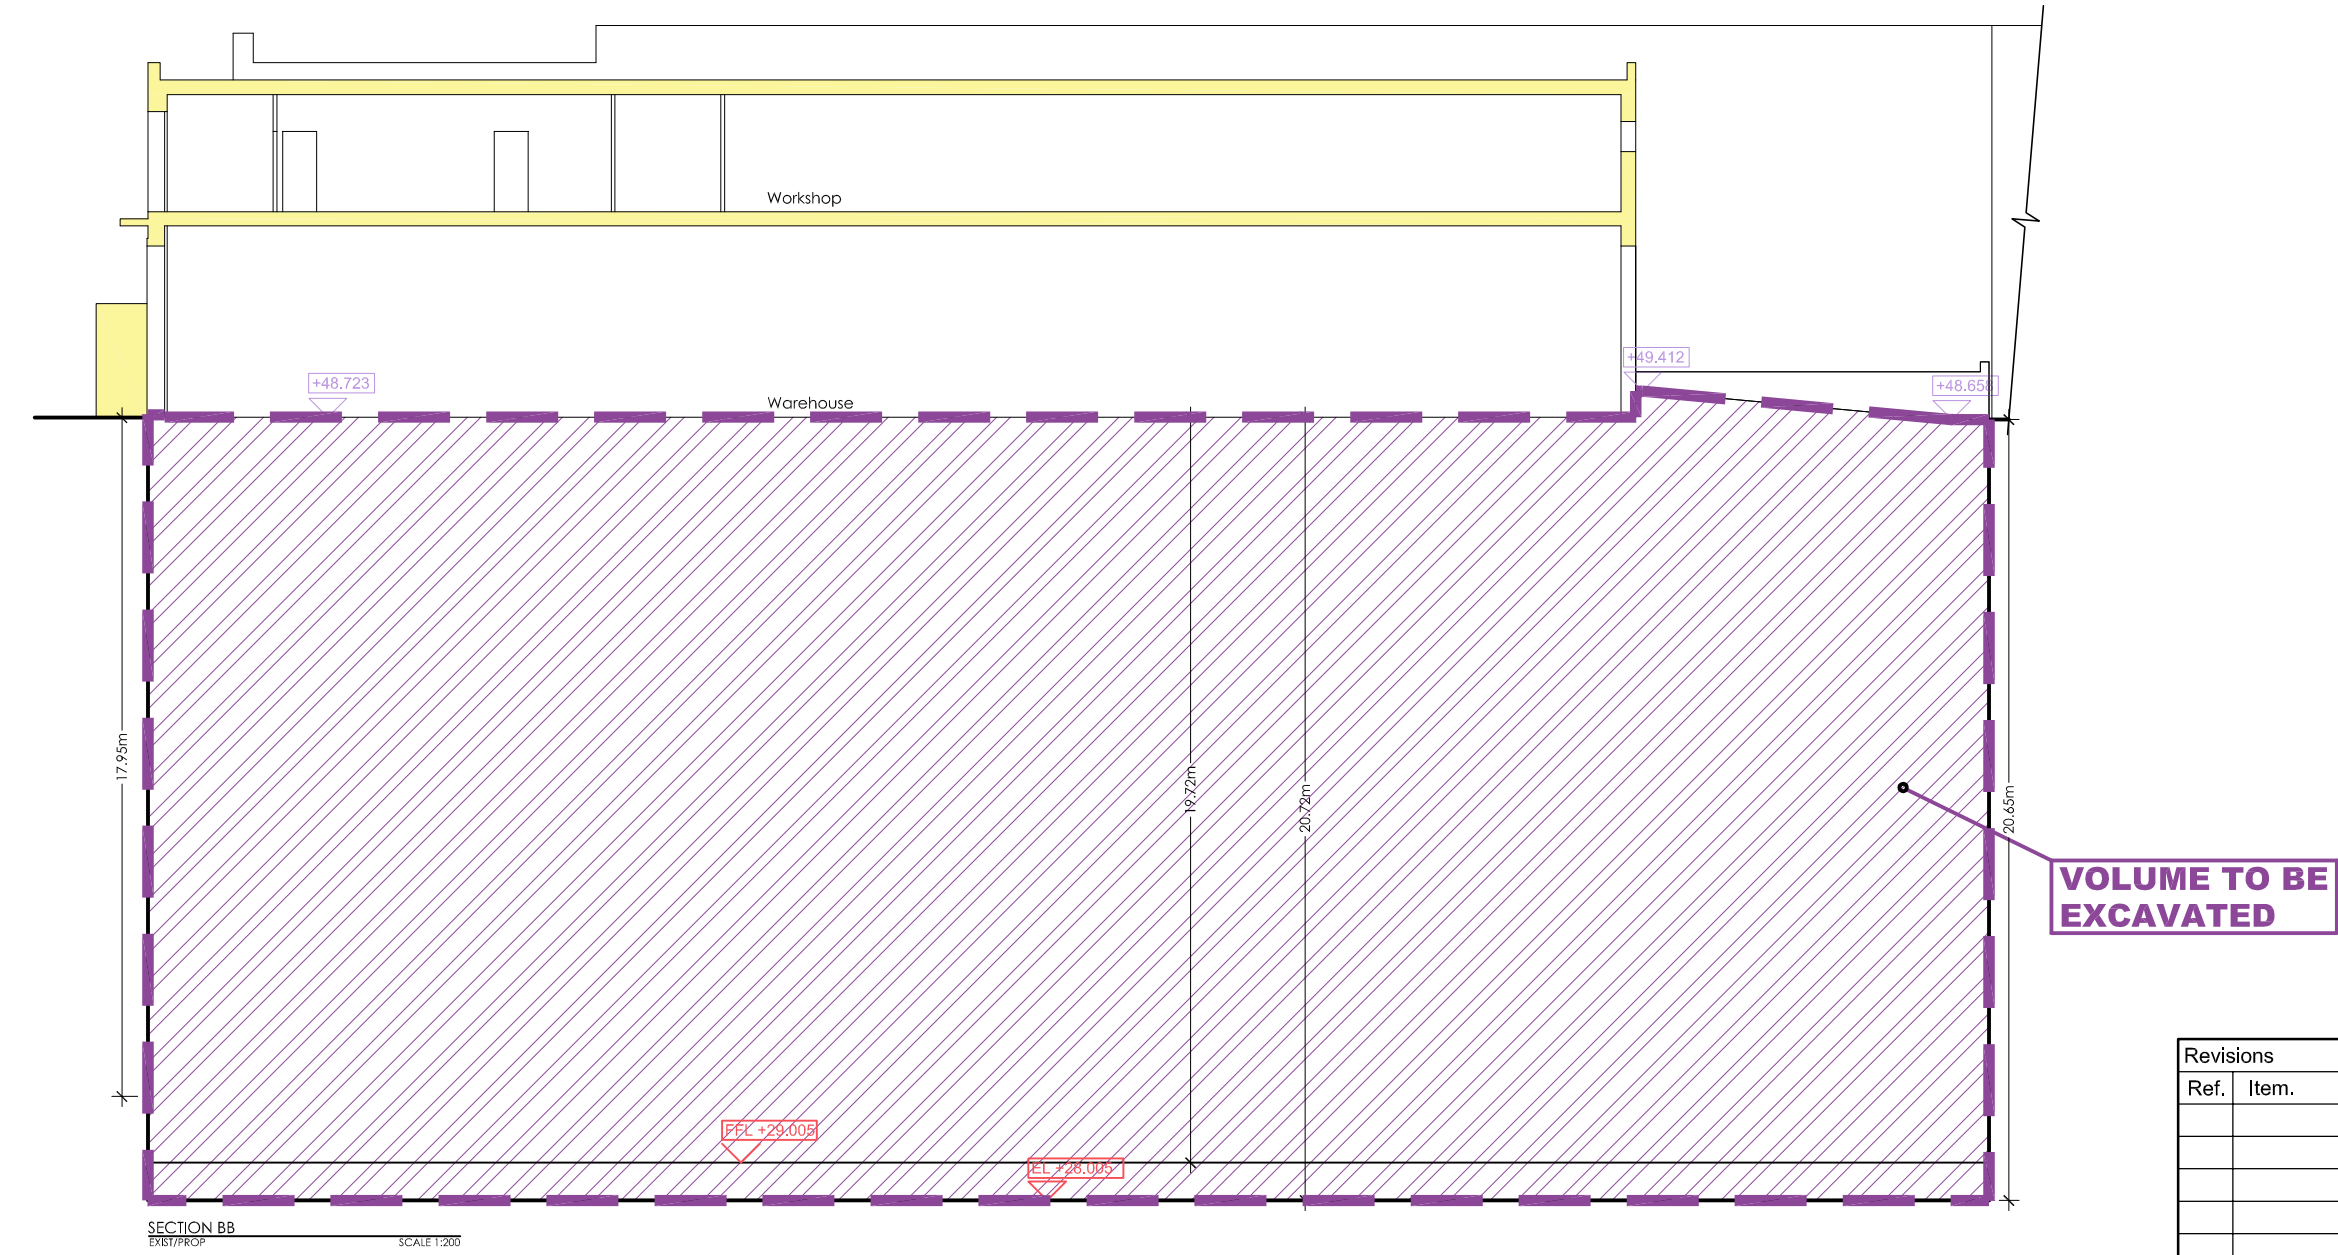 Workshop
+49.412
+48.723
+48.658
Warehouse
17.95m
19.72m
20.72m
20.65m
VOLUME TO BE
EXCAVATED
Revisions
Ref. Item.
FFL +29.005
EL +28.005
SECTION BB
EXIST/PROP SCALE 1:200